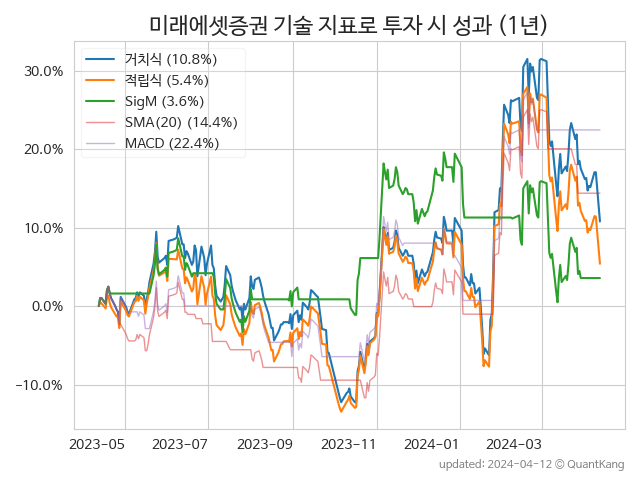 미래에셋증권 기술 지표로 투자 시 성과 (1년)
거치식 (10.8%)
적립식 (5.4%)
SigM (3.6%)
SMA(20) (14.4%)
MACD (22.4%)
30.0%
20.0%
10.0%
0.0%
−10.0%
2023-05 2023-07 2023-09 2023-11 2024-01 2024-03
updated: 2024-04-12 © QuantKang